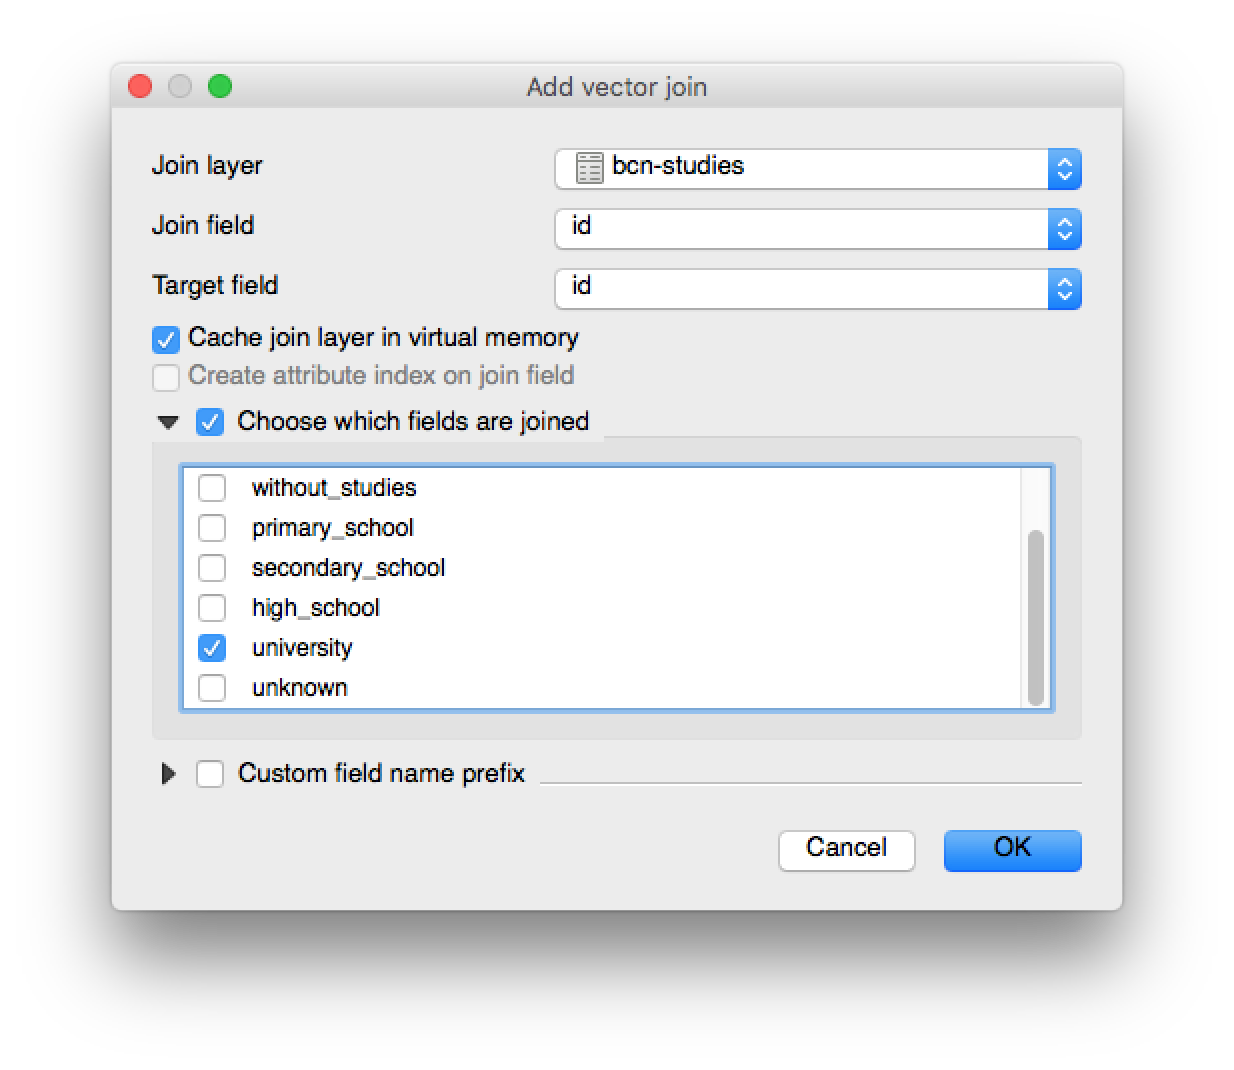 Add vector join
Join layer
bcn-studies
Join field
id
Target field
id
Cache join layer in virtual memory
Create attribute index on join field
Choose which fields are joined
without_studies
primary_school
secondary_school
high_school
university
unknown
Custom field name prefix
Cancel
OK